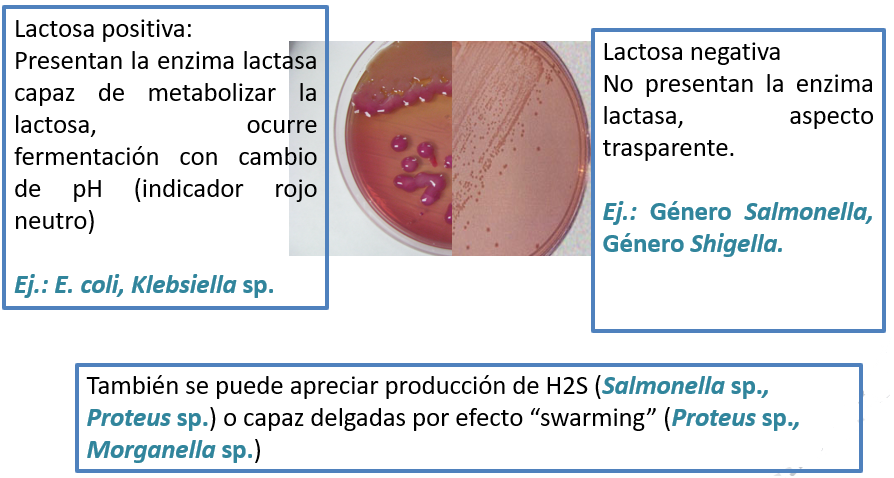 Lactosa positiva:
Presentan la enzima lactasa
capaz de metabolizar la
lactosa, ocurre
fermentación con cambio
de pH (indicador rojo
neutro)
Ej.: E. coli, Klebsiella sp.
Lactosa negativa
No presentan la enzima
lactasa, aspecto
trasparente.
Ej.: Género Salmonella,
Género Shigella.
También se puede apreciar producción de H2S (Salmonella sp.,
Proteus sp.) o capaz delgadas por efecto “swarming” (Proteus sp.,
Morganella sp.)